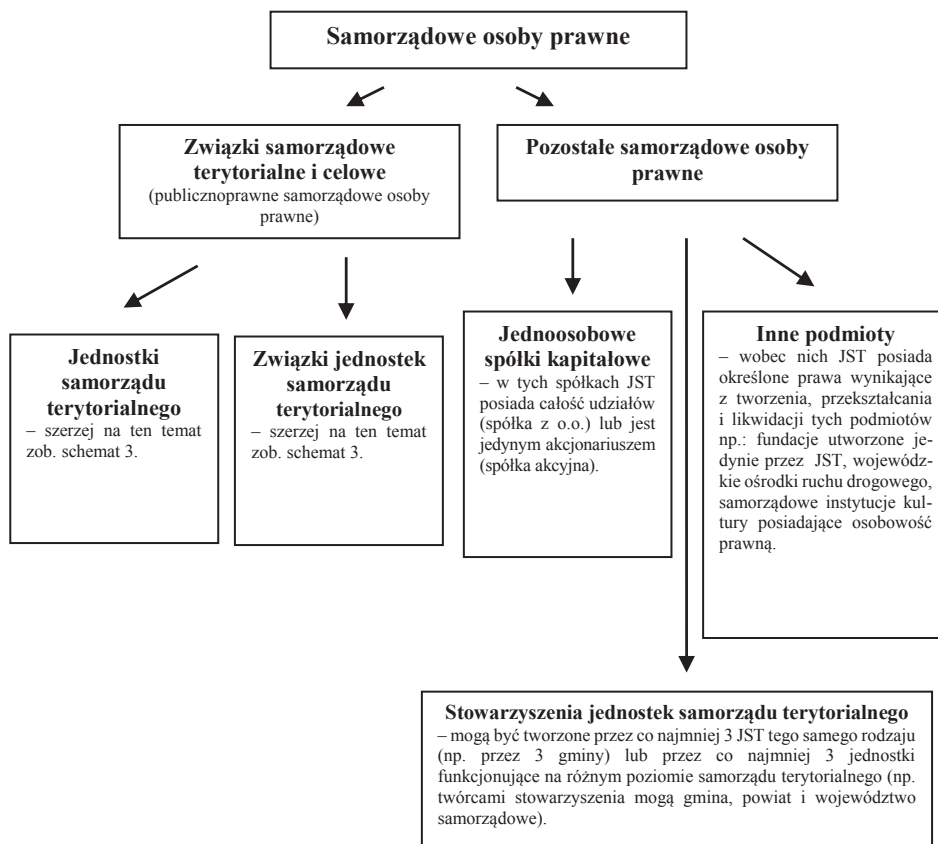 Samorządowe osoby prawne
Związki samorządowe
terytorialne i celowe
(publicznoprawne samorządowe osoby
prawne)
Pozostałe samorządowe osoby
prawne
Jednostki
samorządu
terytorialnego
– szerzej na ten temat
zob. schemat 3.
Związki jednostek
samorządu
terytorialnego
– szerzej na ten temat
zob. schemat 3.
Jednoosobowe
spółki kapitałowe
– w tych spółkach JST
posiada całość udziałów
(spółka z o.o.) lub jest
jedynym akcjonariuszem
(spółka akcyjna).
Inne podmioty
– wobec nich JST posiada
określone prawa wynikające
z tworzenia, przekształcania
i likwidacji tych podmiotów
np.: fundacje utworzone je-
dynie przez JST, wojewódz-
kie ośrodki ruchu drogowego,
samorządowe instytucje kul-
tury posiadające osobowość
prawną.
Stowarzyszenia jednostek samorządu terytorialnego
– mogą być tworzone przez co najmniej 3 JST tego samego rodzaju
(np. przez 3 gminy) lub przez co najmniej 3 jednostki
funkcjonujące na różnym poziomie samorządu terytorialnego (np.
twórcami stowarzyszenia mogą gmina, powiat i województwo
samorządowe).